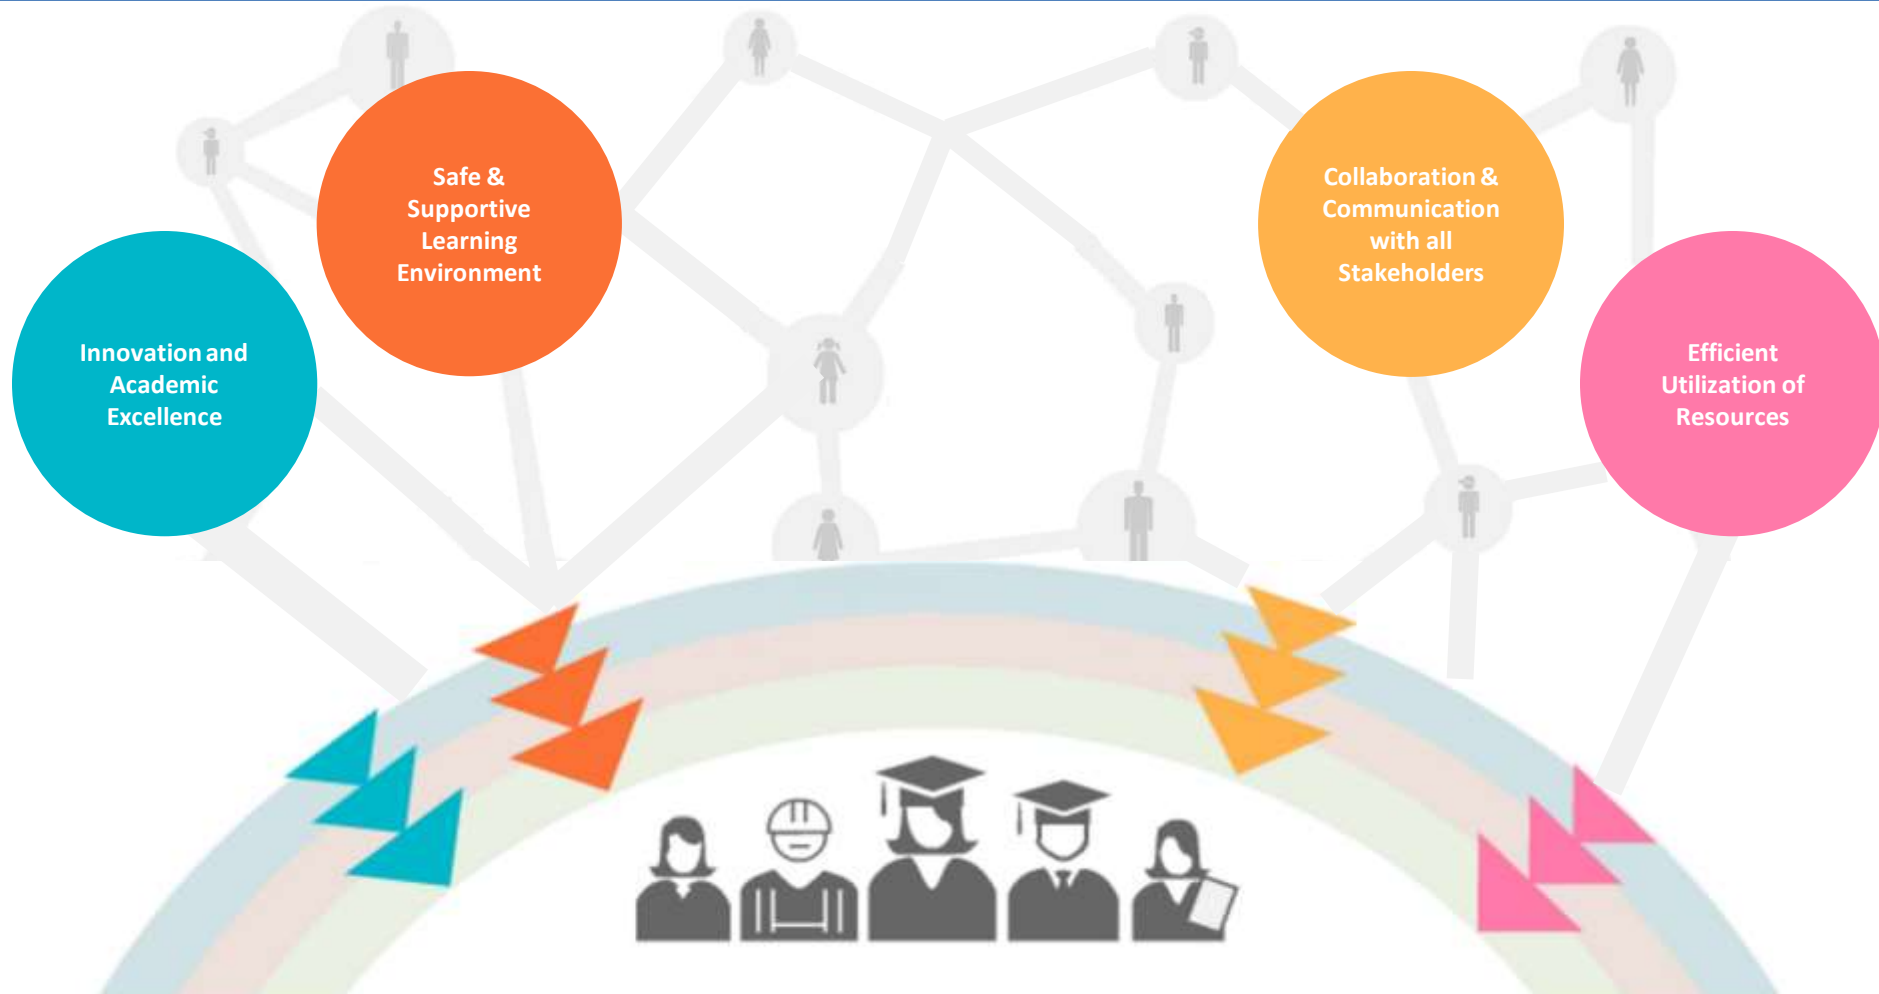 Safe &
Supportive
Learning
Environment
Collaboration &
Communication
with all
Stakeholders
Innovation and
Academic
Excellence
Efficient
Utilization of
Resources